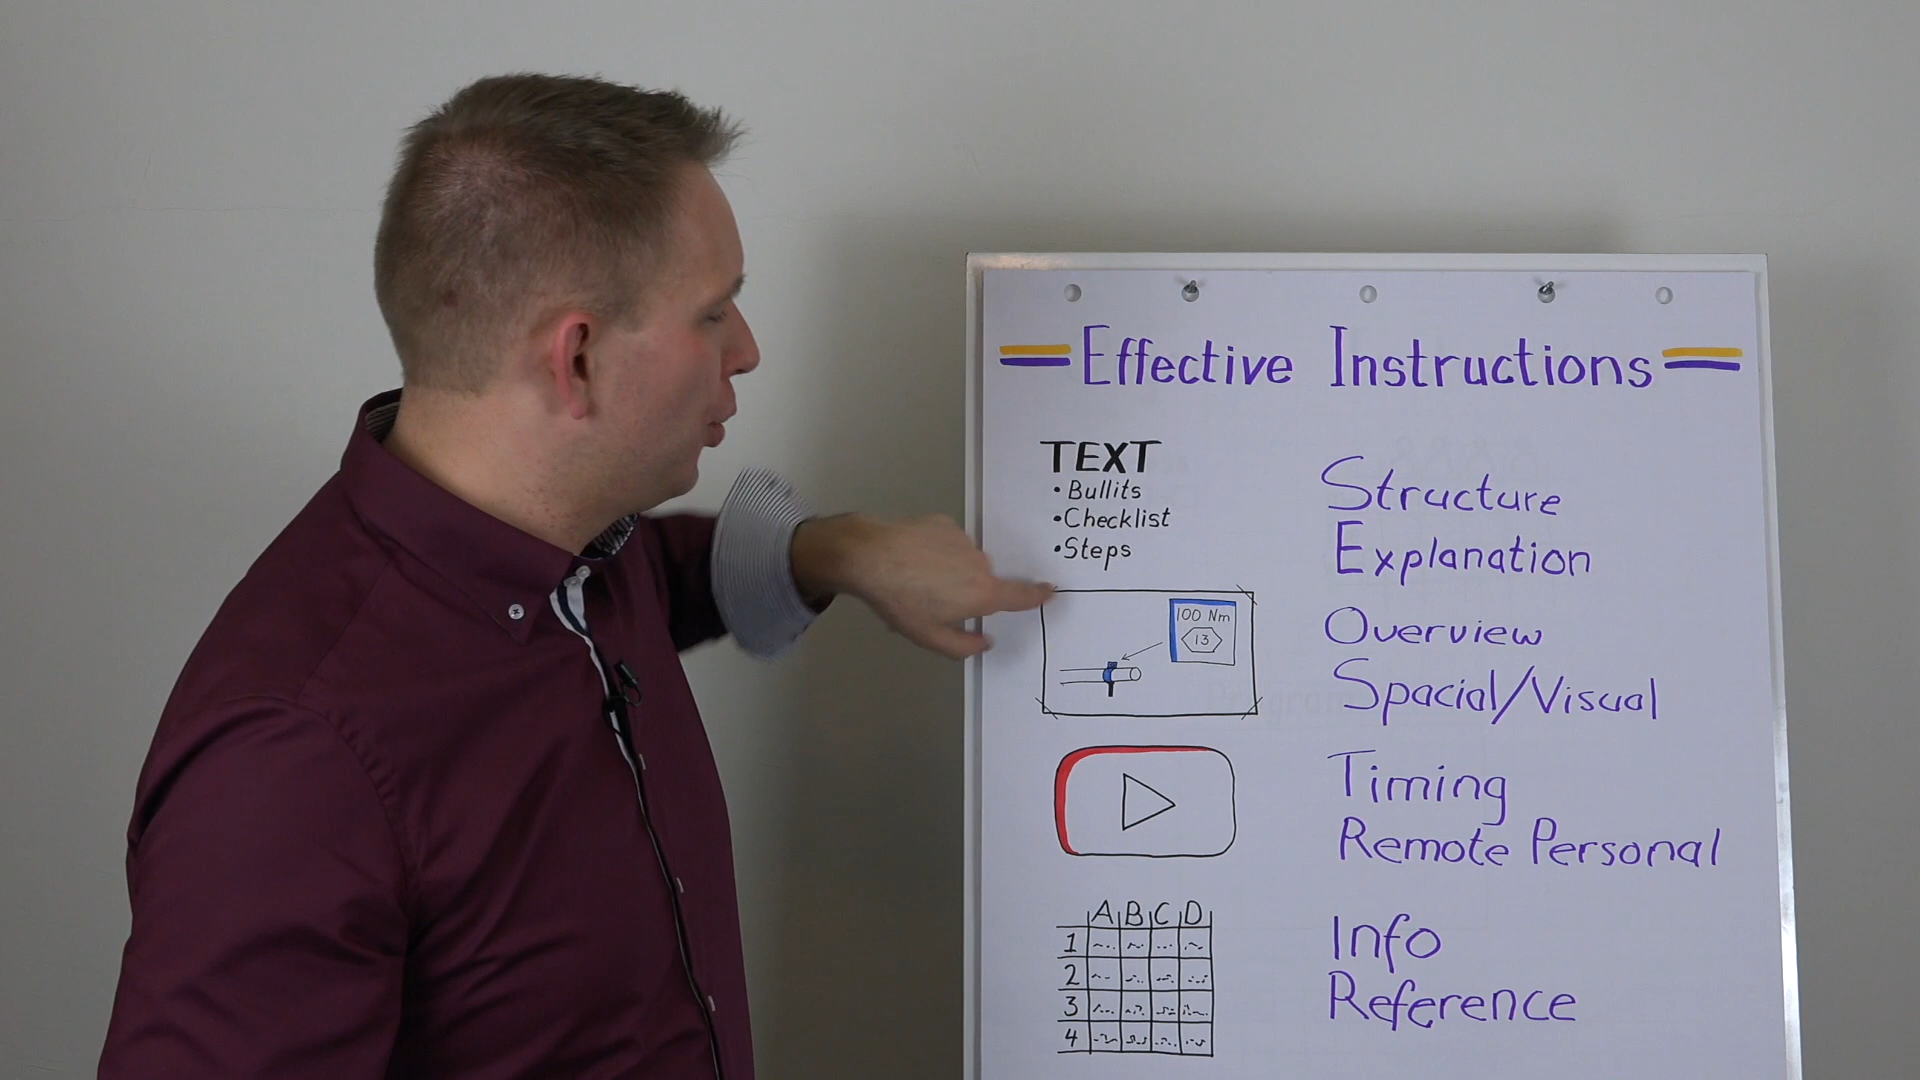 Effective Instructions
TEXT
• Bullits
• Checklist
• Steps
Structure
Explanation
100 Nm
13
Overview
Spacial/Visual
Timing
Remote Personal
A B C D
1
2
3
4
Info
Reference